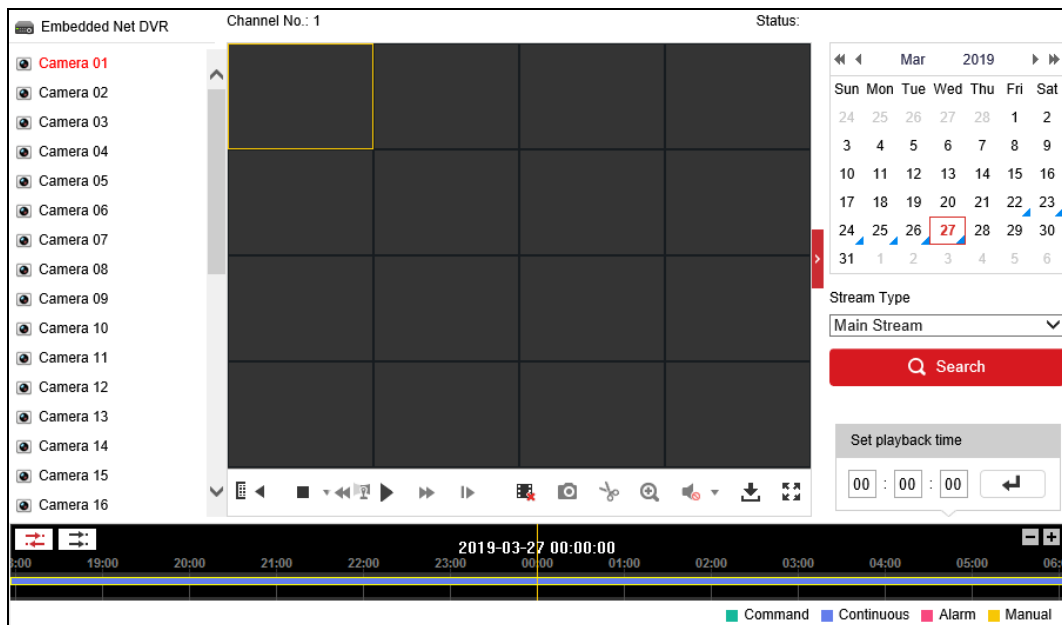 Embedded Net DVR
Channel No.: 1
Status:
Camera 01
Camera 02
Camera 03
Camera 04
Camera 05
Camera 06
Camera 07
Camera 08
Camera 09
Camera 10
Camera 11
Camera 12
Camera 13
Camera 14
Camera 15
Camera 16
Mar 2019
Sun Mon Tue Wed Thu Fri Sat
24 25 26 27 28 1 2
3 4 5 6 7 8 9
10 11 12 13 14 15 16
17 18 19 20 21 22 23
24 25 26 27 28 29 30
31 1 2 3 4 5 6
Stream Type
Main Stream
Search
Set playback time
00 : 00 : 00
2019-03-27 00:00:00
:00 19:00 20:00 21:00 22:00 23:00 00:00 01:00 02:00 03:00 04:00 05:00 06:
Command Continuous Alarm Manual